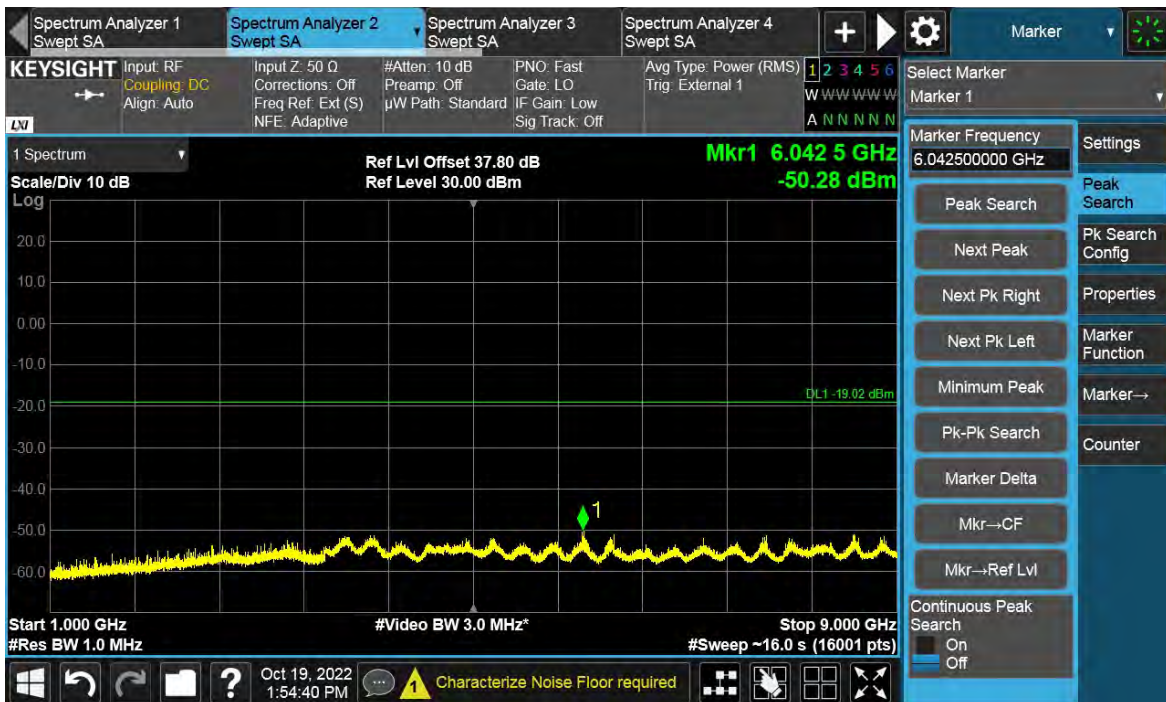 Spectrum Analyzer 1
Swept SA
Spectrum Analyzer 2
Swept SA
Spectrum Analyzer 3
Swept SA
Spectrum Analyzer 4
Swept SA
+
Marker
KEYSIGHT
LXI
Input: RF
Coupling: DC
Align: Auto
Input Z: 50 Ω
Corrections: Off
Freq Ref: Ext (S)
NFE: Adaptive
#Atten: 10 dB
Preamp: Off
µW Path: Standard
PNO: Fast
Gate: LO
IF Gain: Low
Sig Track: Off
Avg Type: Power (RMS)
Trig: External 1
1 2 3 4 5 6
W W W W W W
A N N N N N
Select Marker
Marker 1
1 Spectrum
Scale/Div 10 dB
Log
Ref Lvl Offset 37.80 dB
Ref Level 30.00 dBm
Mkr1 6.042 5 GHz
-50.28 dBm
20.0
10.0
0.00
-10.0
-20.0
-30.0
-40.0
-50.0
-60.0
DL1 -19.02 dBm
1
Start 1.000 GHz
#Res BW 1.0 MHz
#Video BW 3.0 MHz*
Stop 9.000 GHz
#Sweep ~16.0 s (16001 pts)
Marker Frequency
6.042500000 GHz
Peak Search
Next Peak
Next Pk Right
Next Pk Left
Minimum Peak
Pk-Pk Search
Marker Delta
Mkr→CF
Mkr→Ref Lvl
Continuous Peak
Search
On
Off
Settings
Peak
Search
Pk Search
Config
Properties
Marker
Function
Marker→
Counter
?
Oct 19, 2022
1:54:40 PM
1
Characterize Noise Floor required